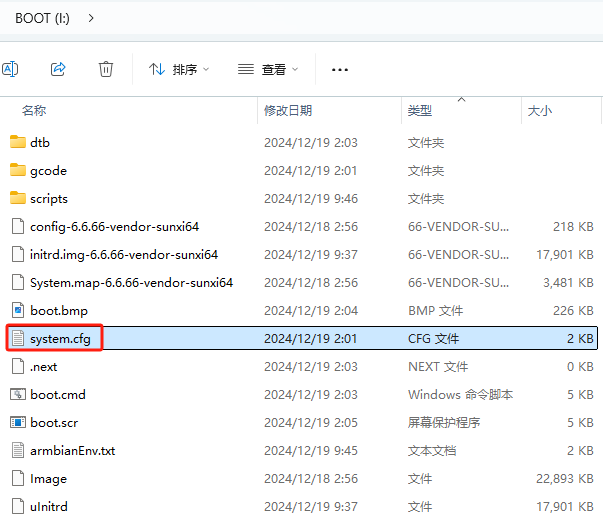 BOOT (I:)
排序 查看
名称 修改日期 类型 大小
dtb 2024/12/19 2:03 文件夹
gcode 2024/12/19 2:01 文件夹
scripts 2024/12/19 9:46 文件夹
config-6.6.66-vendor-sunxi64 2024/12/18 2:56 66-VENDOR-SU... 218 KB
initrd.img-6.6.66-vendor-sunxi64 2024/12/19 9:37 66-VENDOR-SU... 17,901 KB
System.map-6.6.66-vendor-sunxi64 2024/12/18 2:56 66-VENDOR-SU... 3,481 KB
boot.bmp 2024/12/19 2:04 BMP 文件 226 KB
system.cfg 2024/12/19 2:01 CFG 文件 2 KB
.next 2024/12/19 2:05 NEXT 文件 0 KB
boot.cmd 2024/12/19 2:05 Windows 命令脚本 5 KB
boot.scr 2024/12/19 2:05 屏幕保护程序 5 KB
armbianEnv.txt 2024/12/19 9:45 文本文档 2 KB
Image 2024/12/18 2:56 文件 22,893 KB
uInitrd 2024/12/19 9:37 文件 17,901 KB